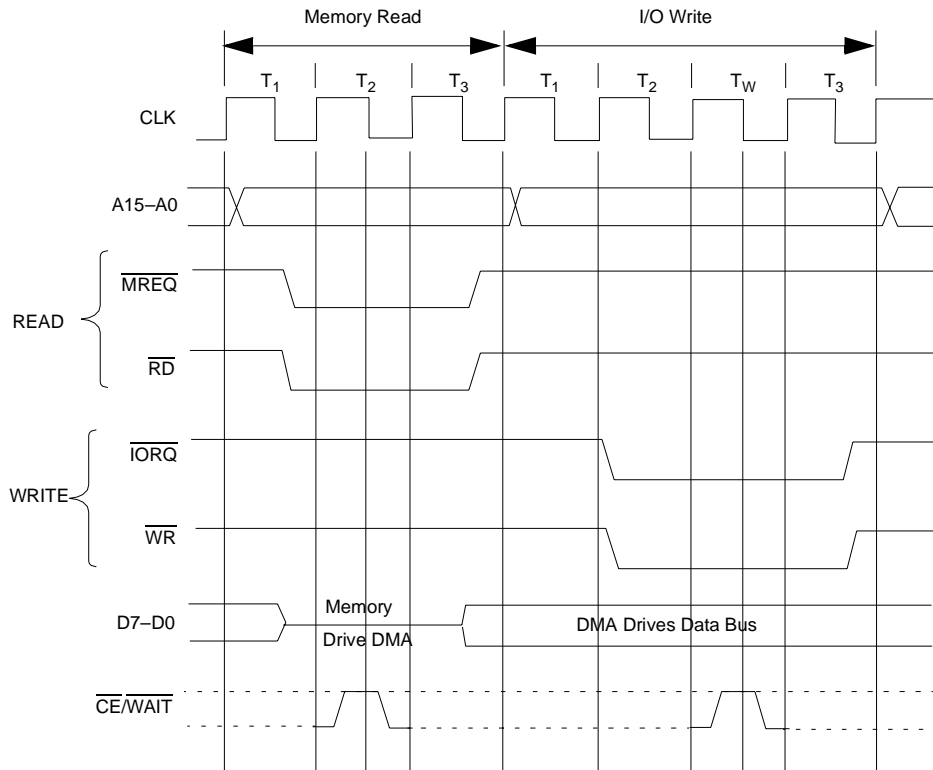 Memory Read I/O Write
T1 T2 T3 T1 T2 TW T3
CLK
A15–A0
MREQ
READ
RD
IORQ
WRITE
WR
Memory
D7–D0 DMA Drives Data Bus
Drive DMA
CE/WAIT